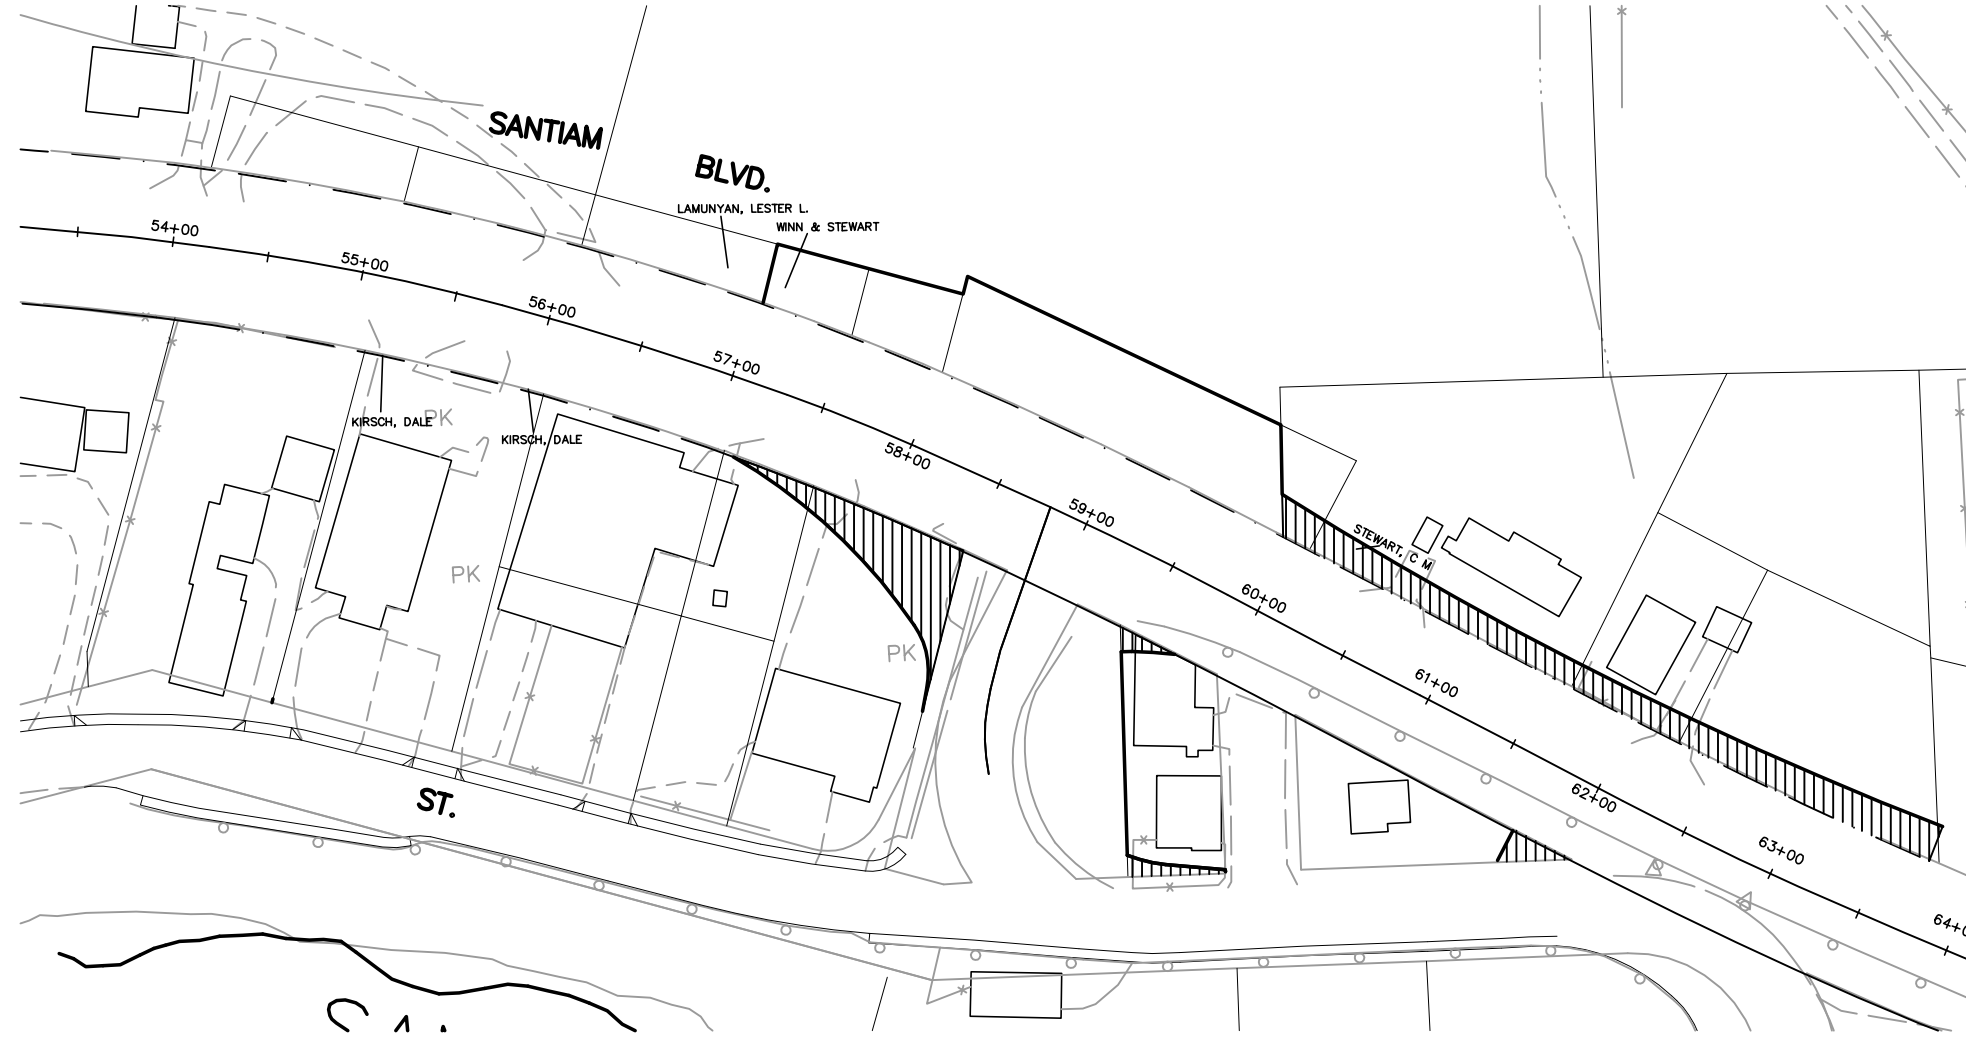 SANTIAM
BLVD.
LAMUNYAN, LESTER L.
WINN & STEWART
54+00
55+00
56+00
57+00
58+00
59+00
60+00
61+00
62+00
63+00
KIRSCH, DALE
PK
KIRSCH, DALE
STEWART, C M
PK
PK
ST.